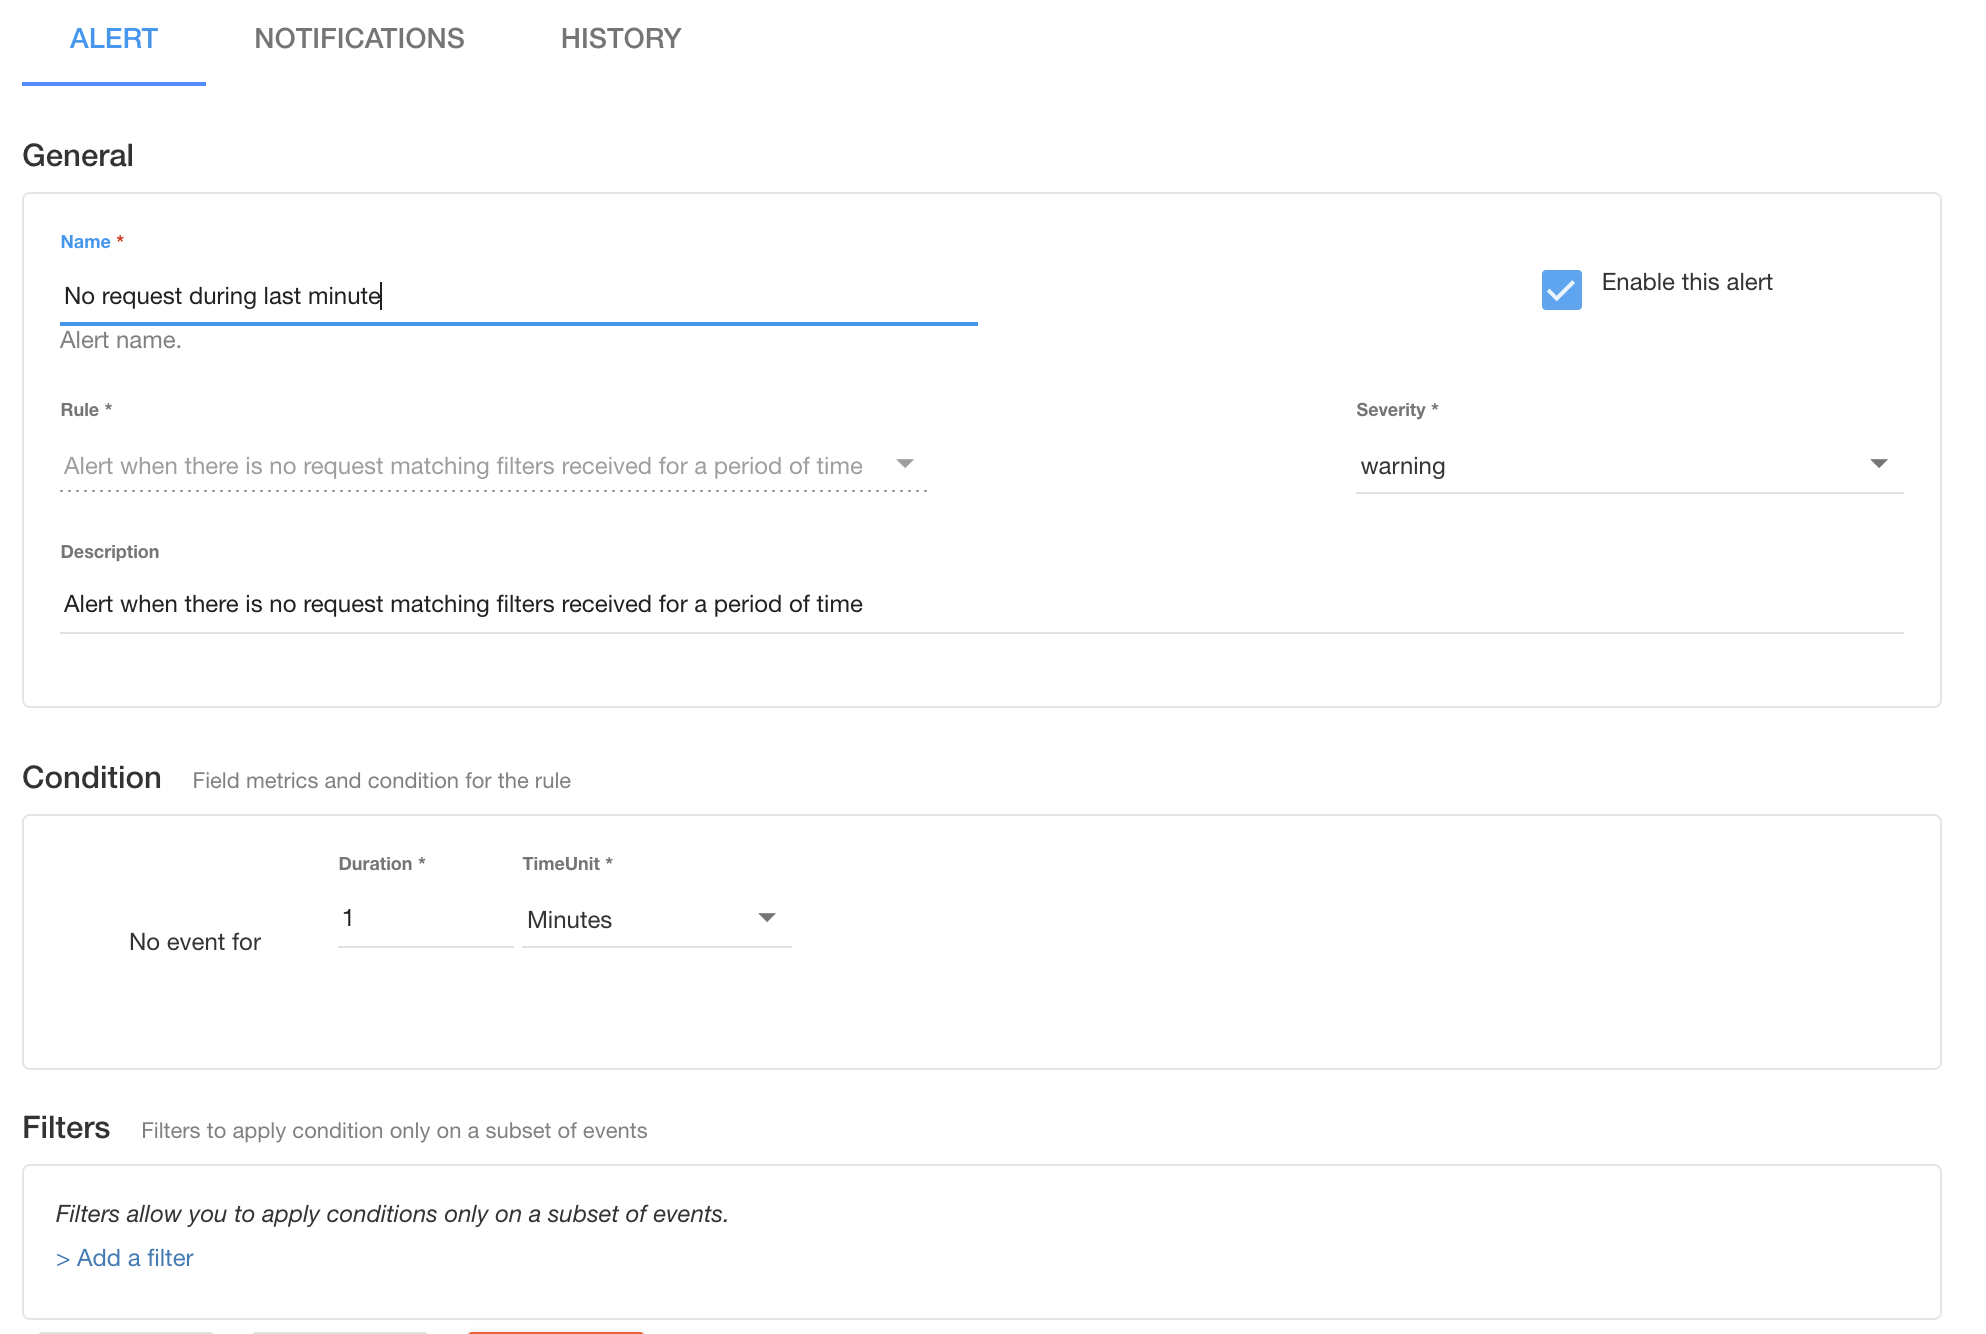 ALERT NOTIFICATIONS HISTORY
General
Name *
No request during last minute
Enable this alert
Alert name.
Rule * Severity *
Alert when there is no request matching filters received for a period of time warning
Description
Alert when there is no request matching filters received for a period of time
Condition Field metrics and condition for the rule
Duration * TimeUnit *
1 Minutes
No event for
Filters Filters to apply condition only on a subset of events
Filters allow you to apply conditions only on a subset of events.
> Add a filter